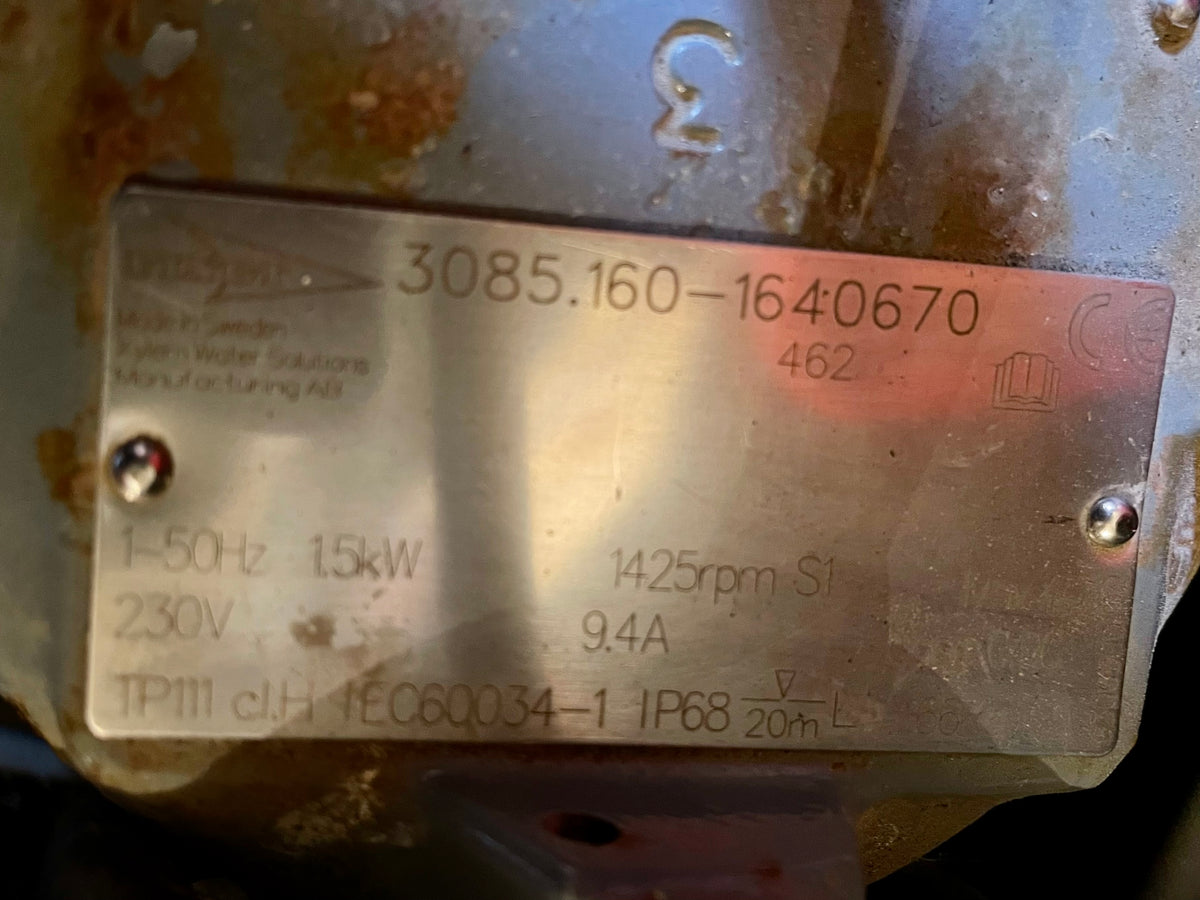 3
3085.160-1640670
462
CE
Made in Sweden
Xylem Water Solutions
Manufacturing AB
1-50Hz 1.5kW 1425rpm S1
230V 9.4A
TP111 cl.H IEC60034-1 IP68 20m L